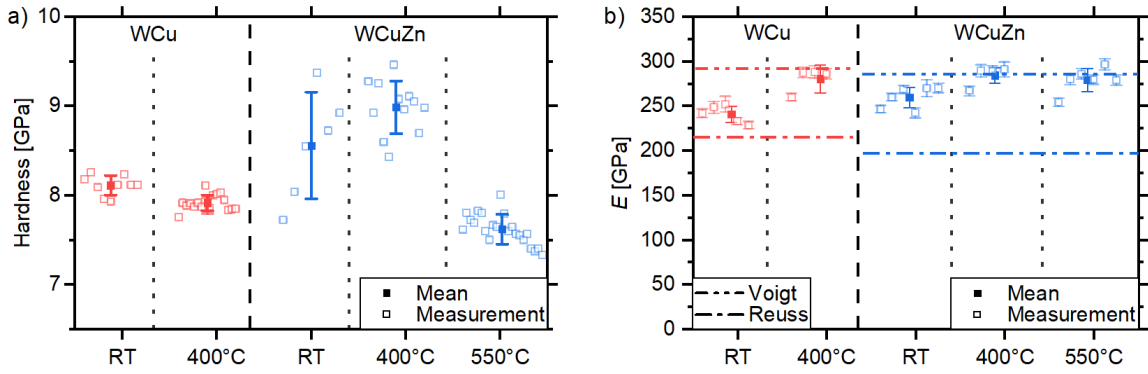 a)
10
9
8
7
Hardness [GPa]
WCu
WCuZn
Mean
Measurement
RT
400°C
RT
400°C
550°C
b)
350
300
250
200
150
100
50
0
E [GPa]
WCu
WCuZn
Voigt
Reuss
Mean
Measurement
RT
400°C
RT
400°C
550°C